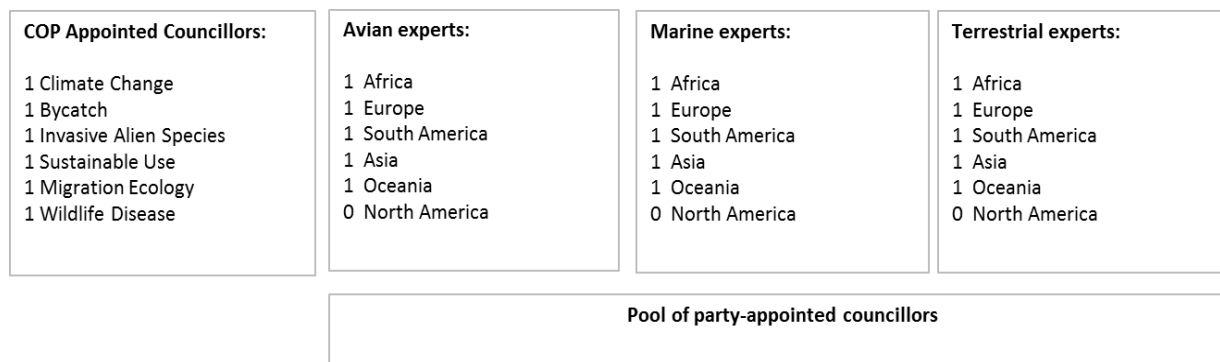 COP Appointed Councillors:
1 Climate Change
1 Bycatch
1 Invasive Alien Species
1 Sustainable Use
1 Migration Ecology
1 Wildlife Disease
Avian experts:
1 Africa
1 Europe
1 South America
1 Asia
1 Oceania
0 North America
Marine experts:
1 Africa
1 Europe
1 South America
1 Asia
1 Oceania
0 North America
Terrestrial experts:
1 Africa
1 Europe
1 South America
1 Asia
1 Oceania
0 North America
Pool of party-appointed councillors